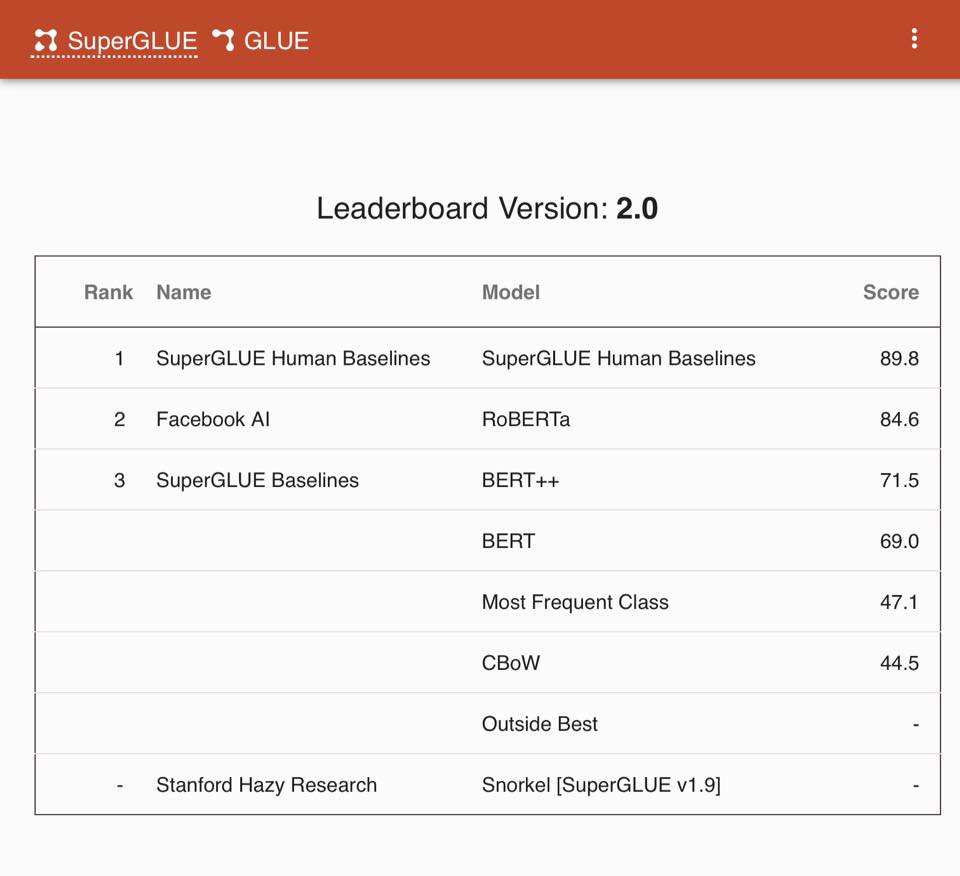 SuperGLUE GLUE
Leaderboard Version: 2.0
Rank Name Model Score
1 SuperGLUE Human Baselines SuperGLUE Human Baselines 89.8
2 Facebook AI RoBERTa 84.6
3 SuperGLUE Baselines BERT++ 71.5
BERT 69.0
Most Frequent Class 47.1
CBoW 44.5
Outside Best -
- Stanford Hazy Research Snorkel [SuperGLUE v1.9] -